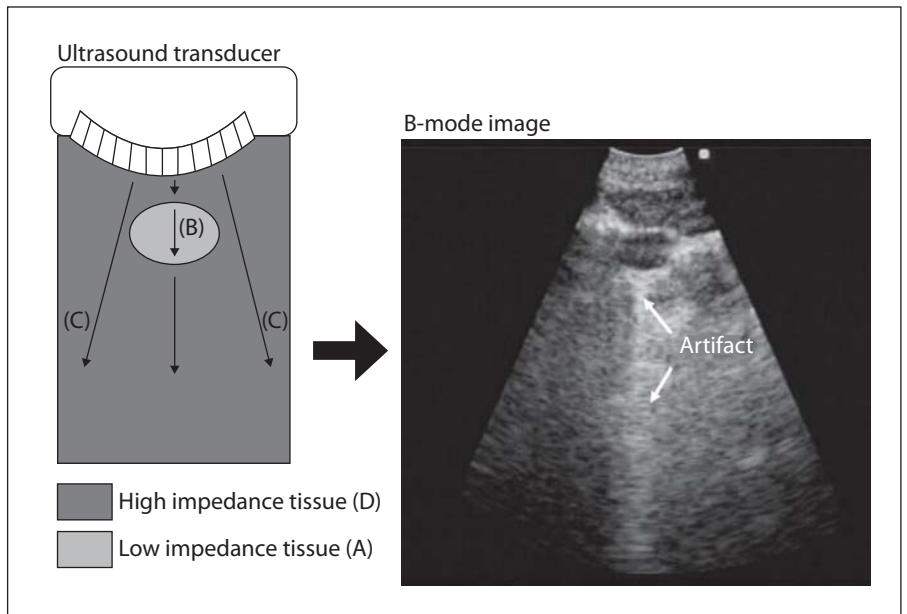 Ultrasound transducer
B-mode image
(B)
(C)
(C)
Artifact
High impedance tissue (D)
Low impedance tissue (A)